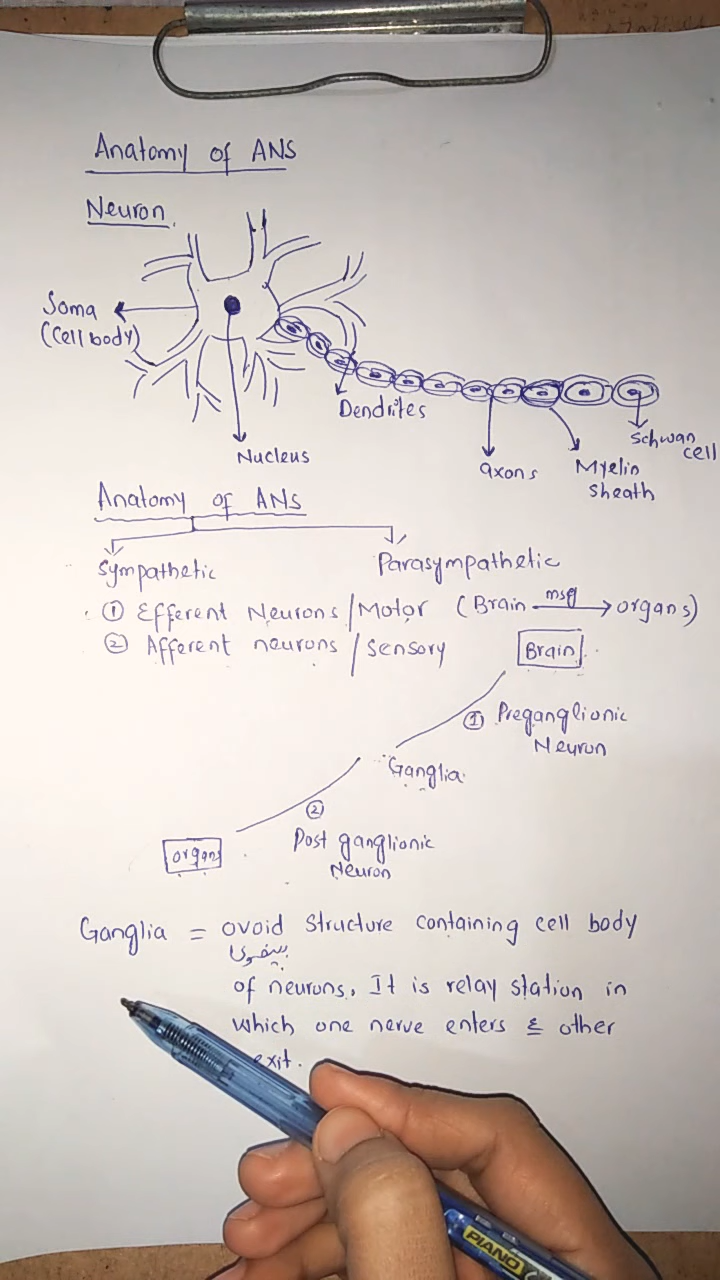 Anatomy of ANS
Neuron
Soma
(Cell body)
Dendrites
Nucleus
axons
Myelin
sheath
Schwan
cell
Anatomy of ANS
Sympathetic
Parasympathetic
① Efferent Neurons/Motor (Brain msg → organs)
② Afferent neurons/Sensory
Brain
① Preganglionic
Neuron
Ganglia
② 
Post ganglionic
Neuron
organs
Ganglia = ovoid structure containing cell body
بیضوی
of neurons, It is relay station in
which one nerve enters & other
exit.
PIANO